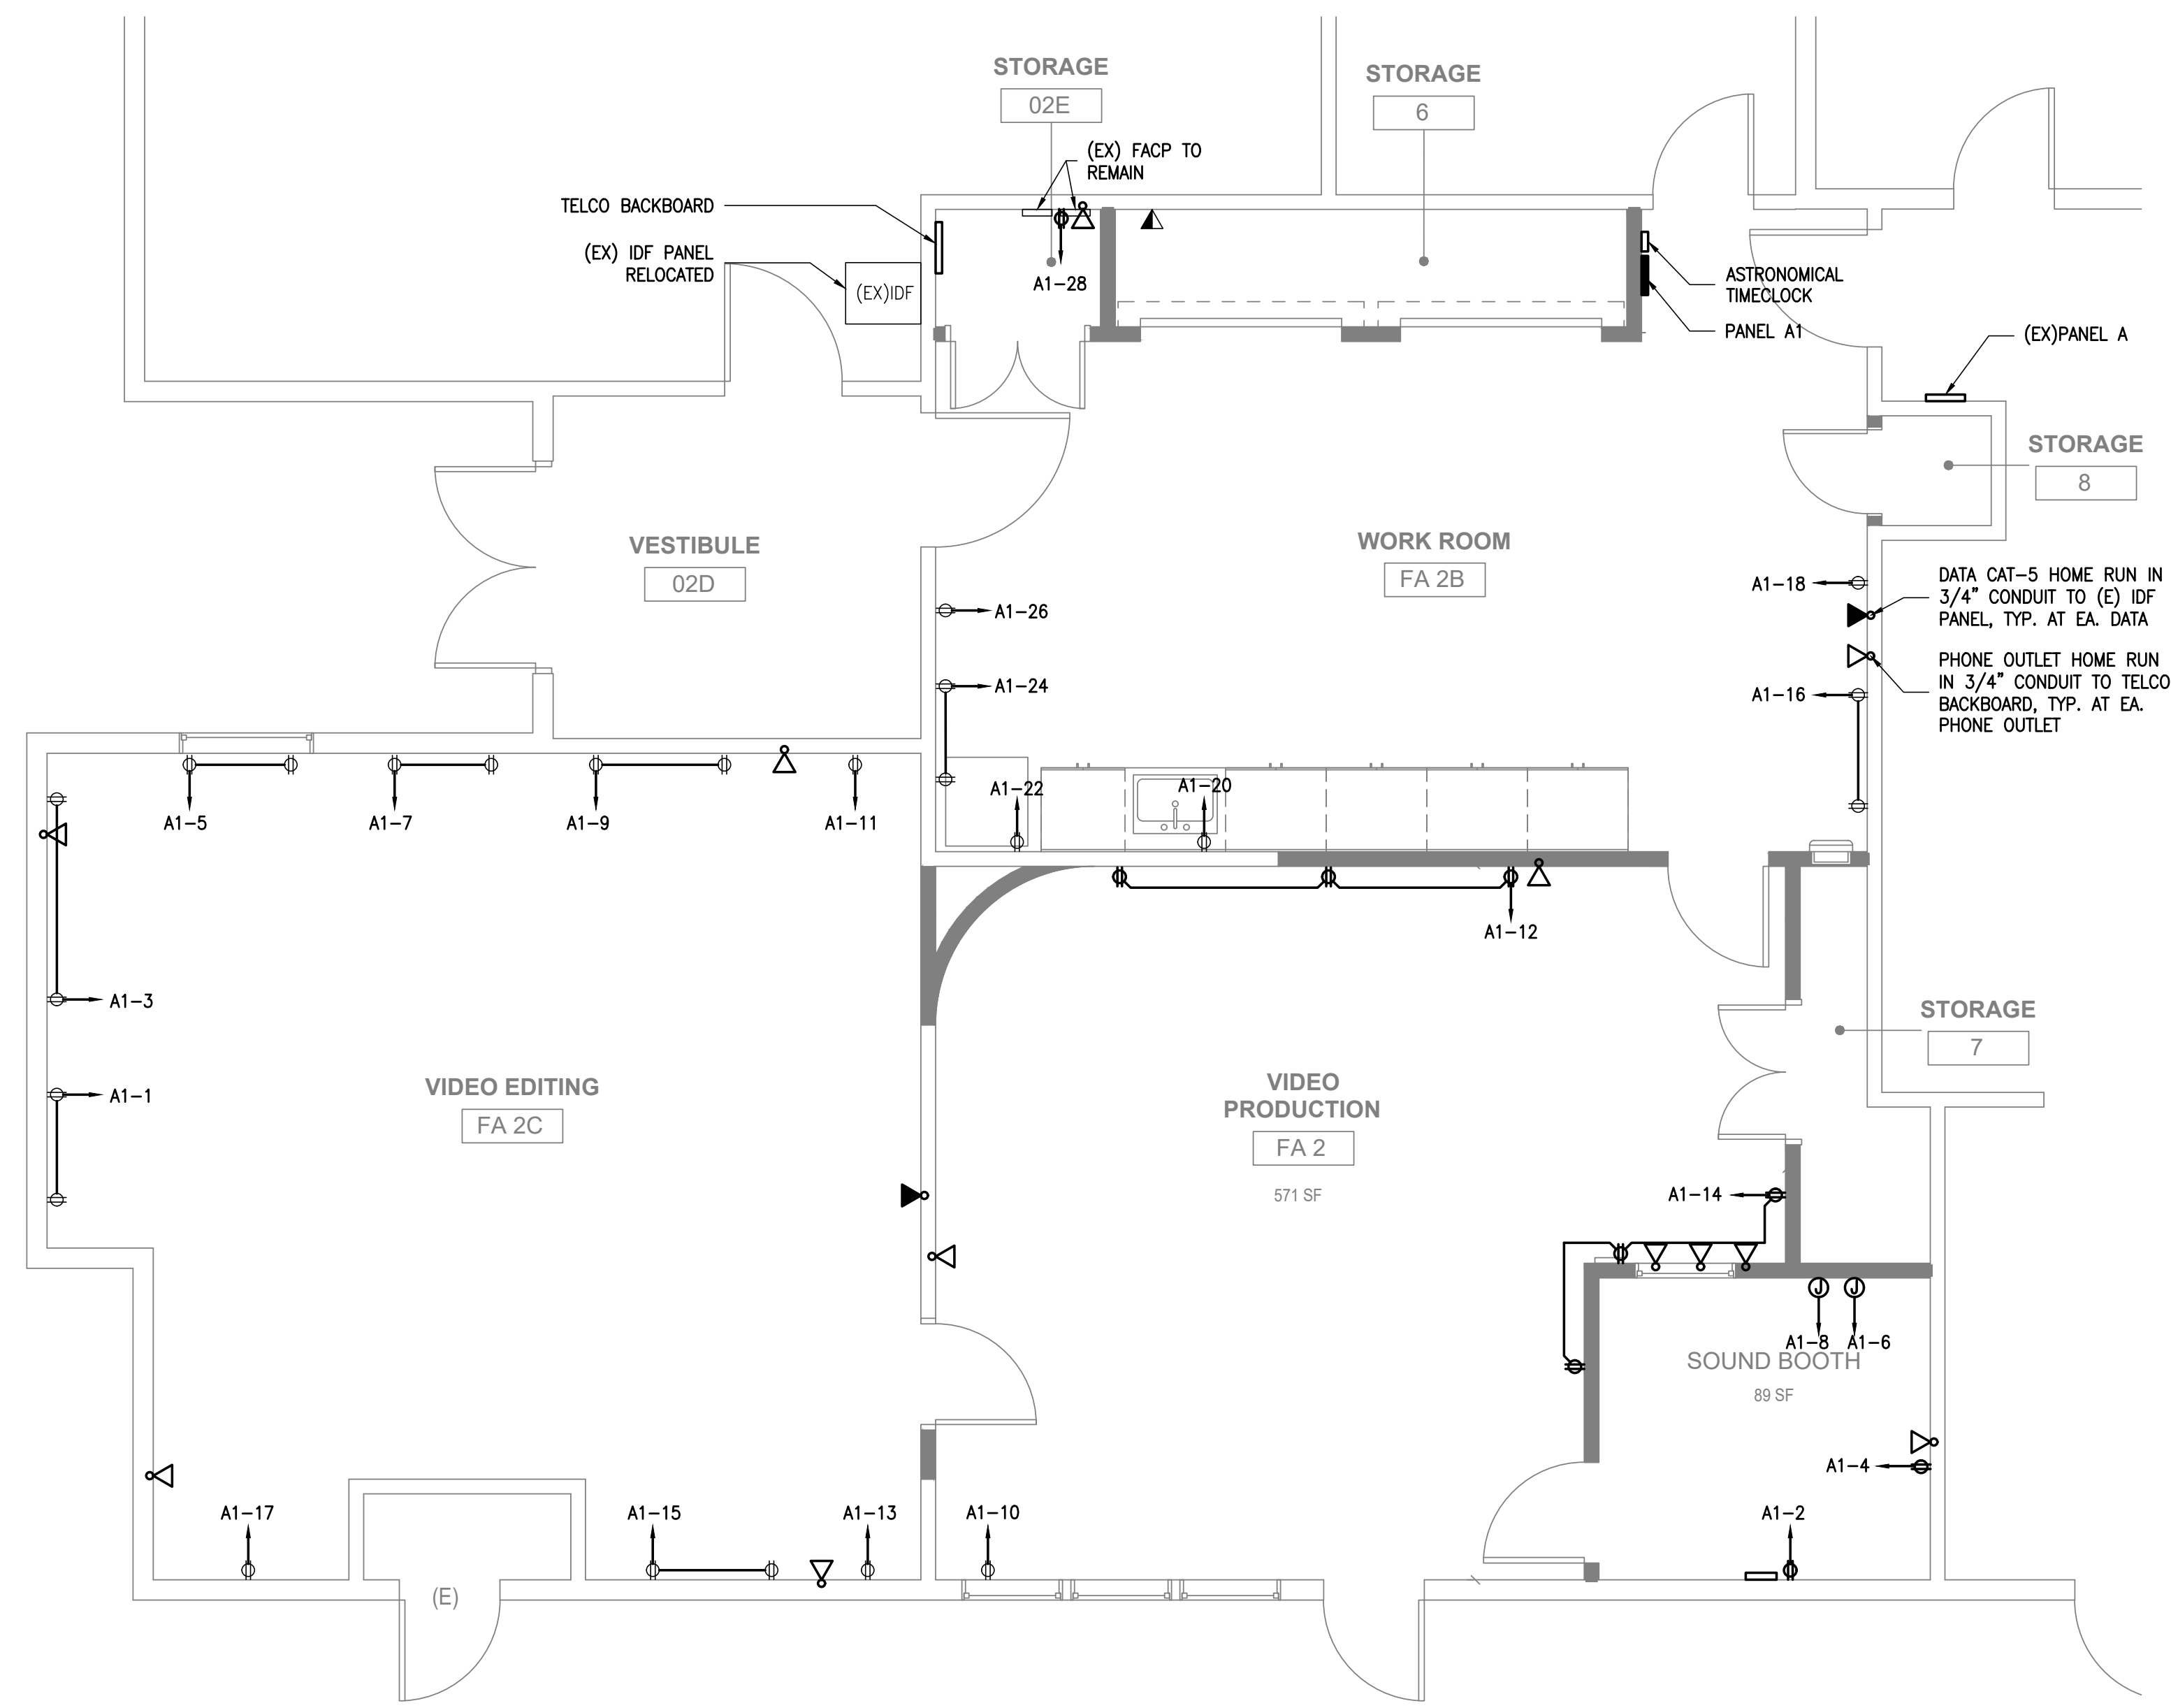 STORAGE
02E
STORAGE
6
(EX) FACP TO
REMAIN
TELCO BACKBOARD
(EX) IDF PANEL
RELOCATED
(EX)IDF
A1-28
ASTRONOMICAL
TIMECLOCK
PANEL A1
(EX)PANEL A
STORAGE
8
VESTIBULE
02D
WORK ROOM
FA 2B
A1-18
DATA CAT-5 HOME RUN IN
3/4" CONDUIT TO (E) IDF
PANEL, TYP. AT EA. DATA
A1-26
PHONE OUTLET HOME RUN
IN 3/4" CONDUIT TO TELCO
BACKBOARD, TYP. AT EA.
PHONE OUTLET
A1-24
A1-16
A1-22
A1-20
A1-5
A1-7
A1-9
A1-11
A1-12
A1-3
STORAGE
7
A1-1
VIDEO EDITING
FA 2C
VIDEO
PRODUCTION
FA 2
571 SF
A1-14
J
J
A1-8
A1-6
SOUND BOOTH
89 SF
A1-4
A1-17
A1-15
A1-13
A1-10
A1-2
(E)